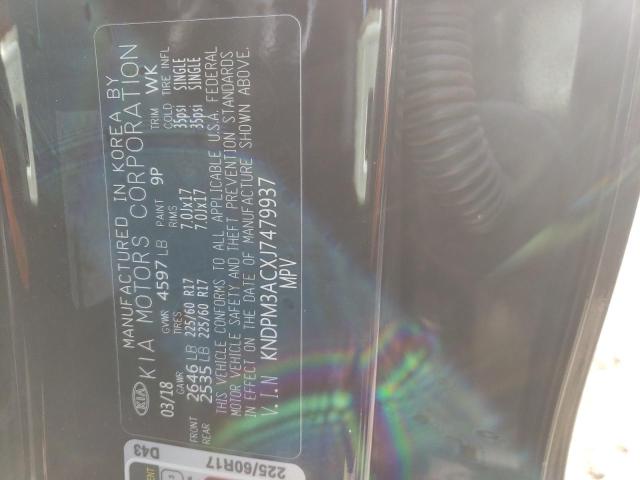 MANUFACTURED IN KOREA BY
KIA KIA MOTORS CORPORATION
03/18 GVWR 4597 LB PAINT 9P TRIM WK
GAWR TIRES RIMS COLD TIRE INFL
FRONT 2646 LB 225/60 R17 7.0Jx17 35psi SINGLE
REAR 2535 LB 225/60 R17 7.0Jx17 35psi SINGLE
THIS VEHICLE CONFORMS TO ALL APPLICABLE U.S.A. FEDERAL
MOTOR VEHICLE SAFETY AND THEFT PREVENTION STANDARDS
IN EFFECT ON THE DATE OF MANUFACTURE SHOWN ABOVE.
V.I.N KNDPM3ACXJ7479937
MPV
D43
225/60R17